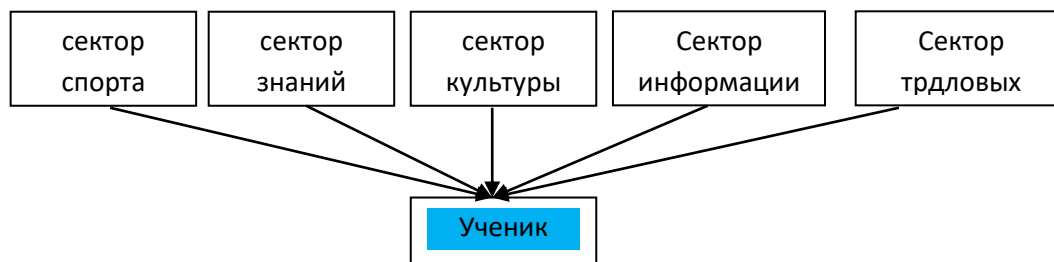 сектор
спорта
сектор
знаний
сектор
культуры
Сектор
информации
Сектор
трдловых
Ученик